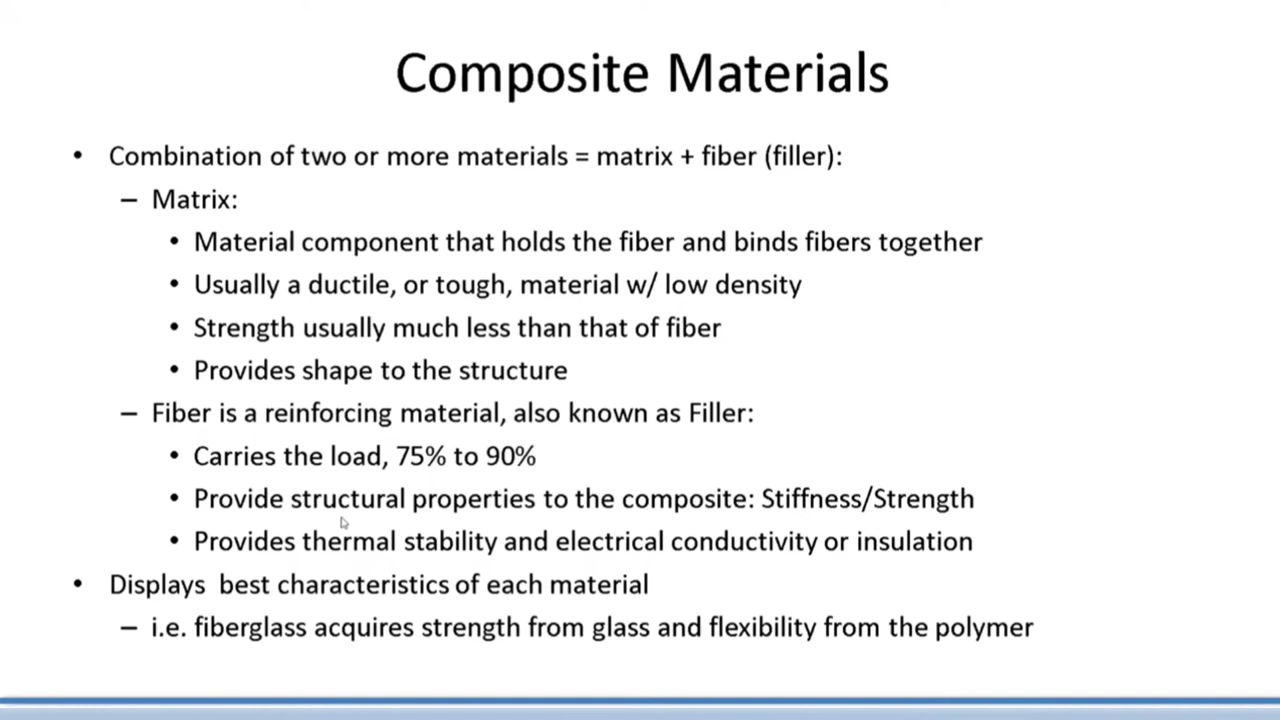 Composite Materials
• Combination of two or more materials = matrix + fiber (filler):
– Matrix:
• Material component that holds the fiber and binds fibers together
• Usually a ductile, or tough, material w/ low density
• Strength usually much less than that of fiber
• Provides shape to the structure
– Fiber is a reinforcing material, also known as Filler:
• Carries the load, 75% to 90%
• Provide structural properties to the composite: Stiffness/Strength
• Provides thermal stability and electrical conductivity or insulation
• Displays  best characteristics of each material
– i.e. fiberglass acquires strength from glass and flexibility from the polymer